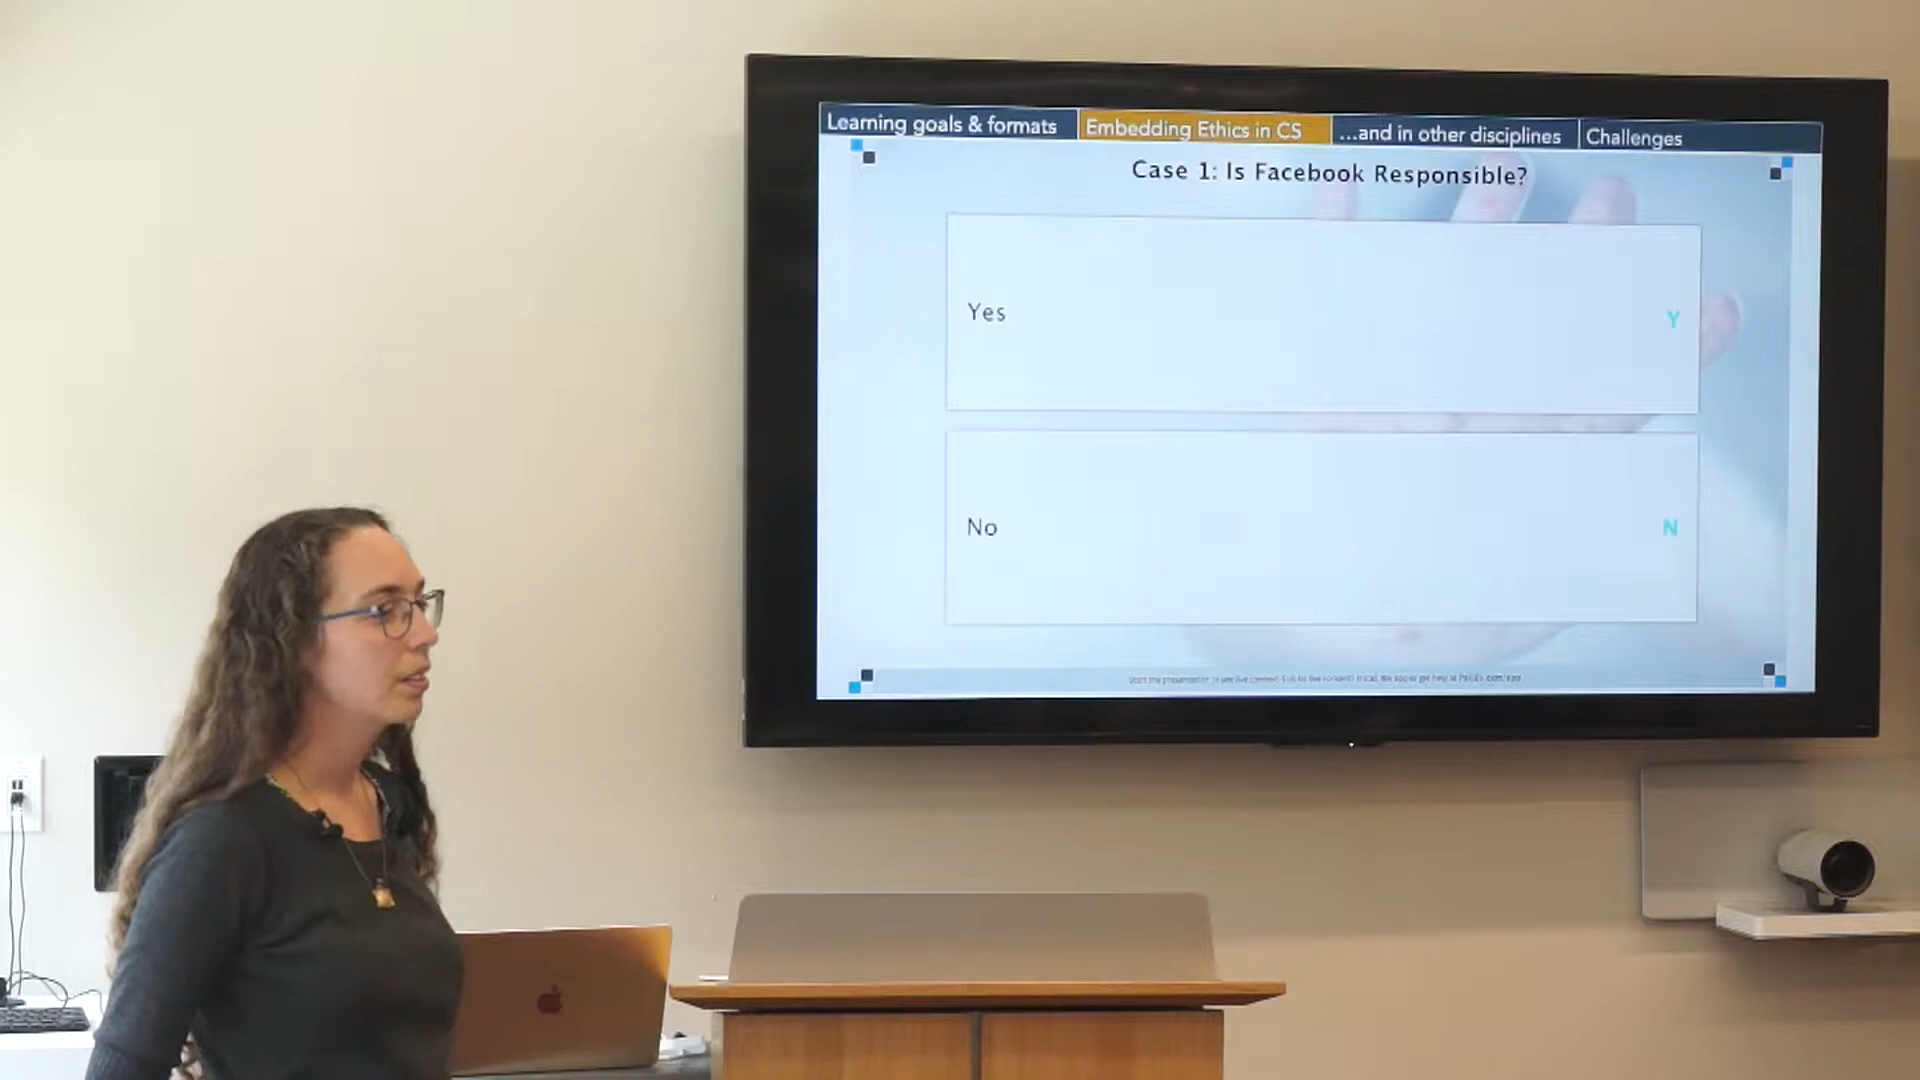 Learning goals & formats
Embedding Ethics in CS
...and in other disciplines
Challenges
Case 1: Is Facebook Responsible?
Yes
Y
No
N